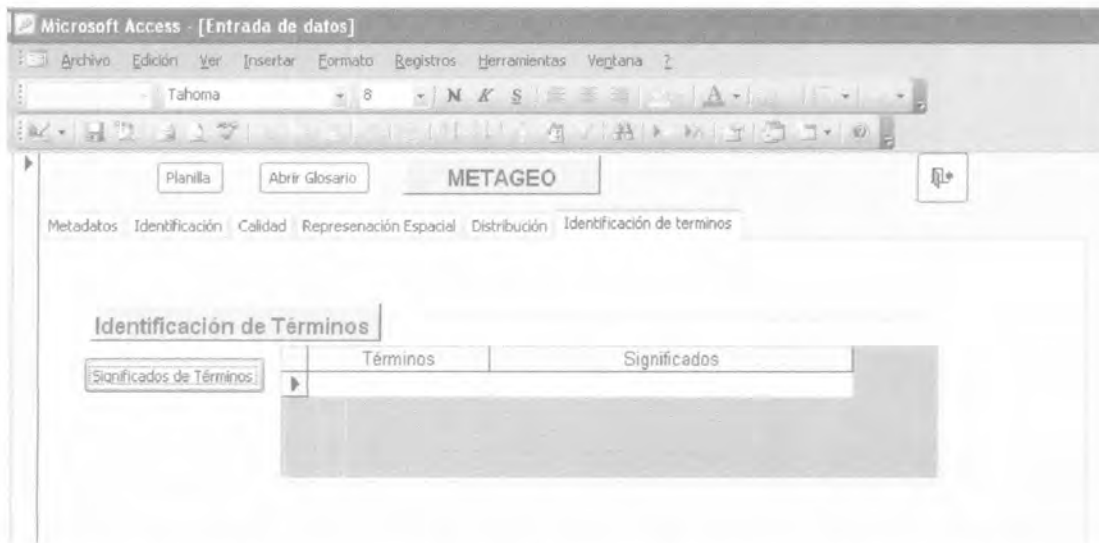 Microsoft Access - [Entrada de datos]
Archivo Edición Ver Insertar Formato Registros Herramientas Ventana ?
Tahoma 8 N K S A
Planilla Abrir Glosario METAGEO
Metadatos Identificación Calidad Represenación Espacial Distribución Identificación de terminos
Identificación de Términos
Términos Significados
Significados de Términos